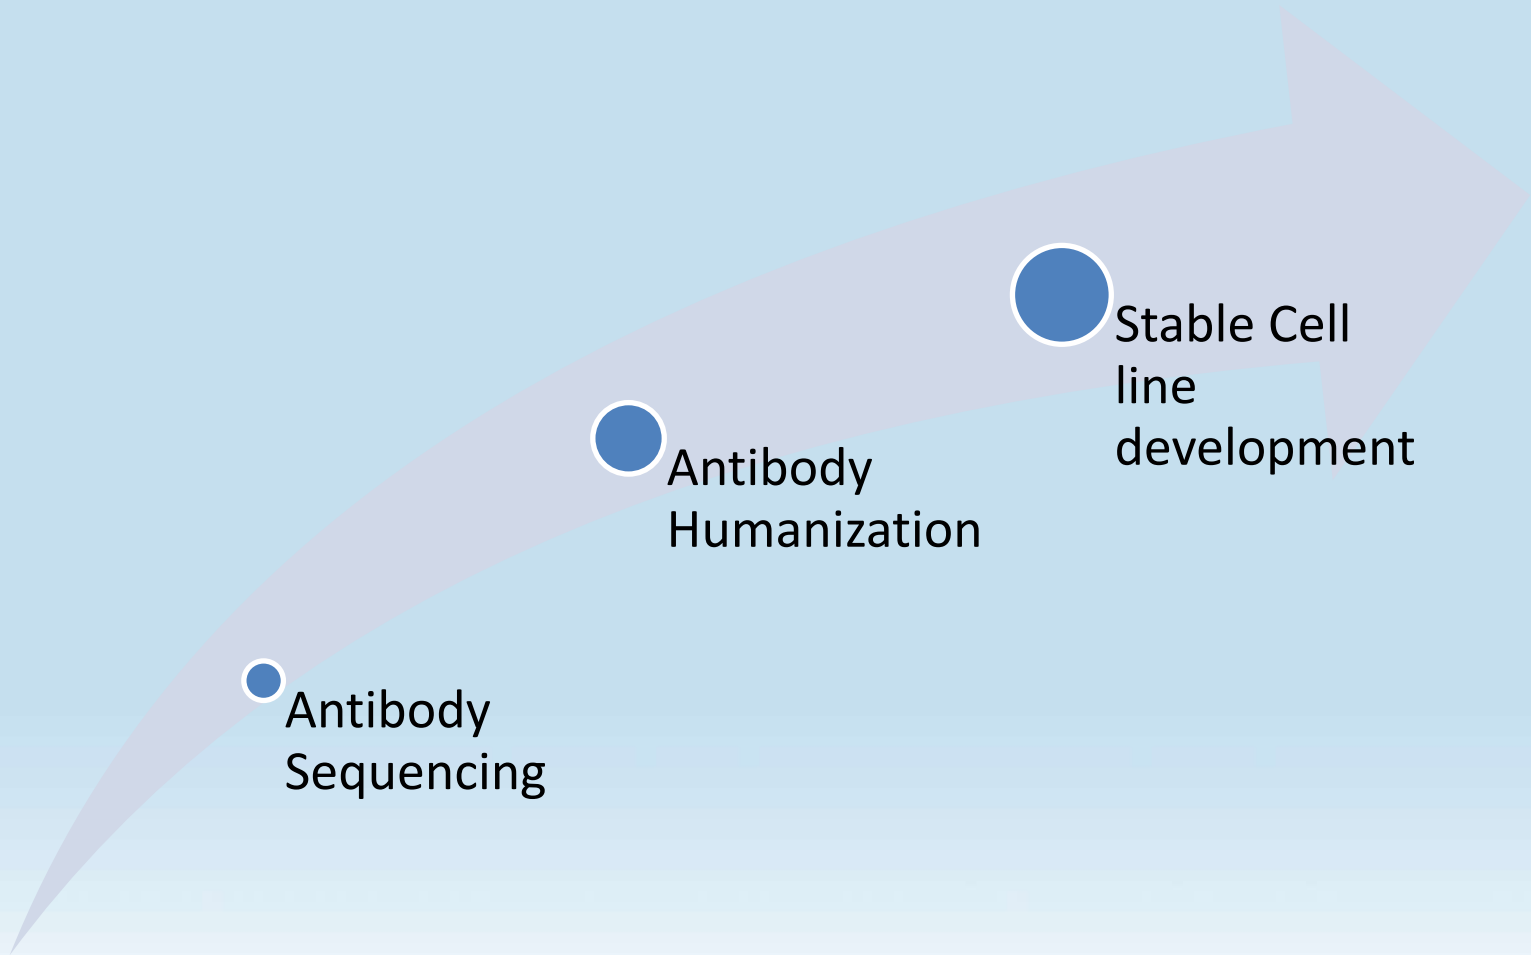 Stable Cell
line
development
Antibody
Humanization
Antibody
Sequencing